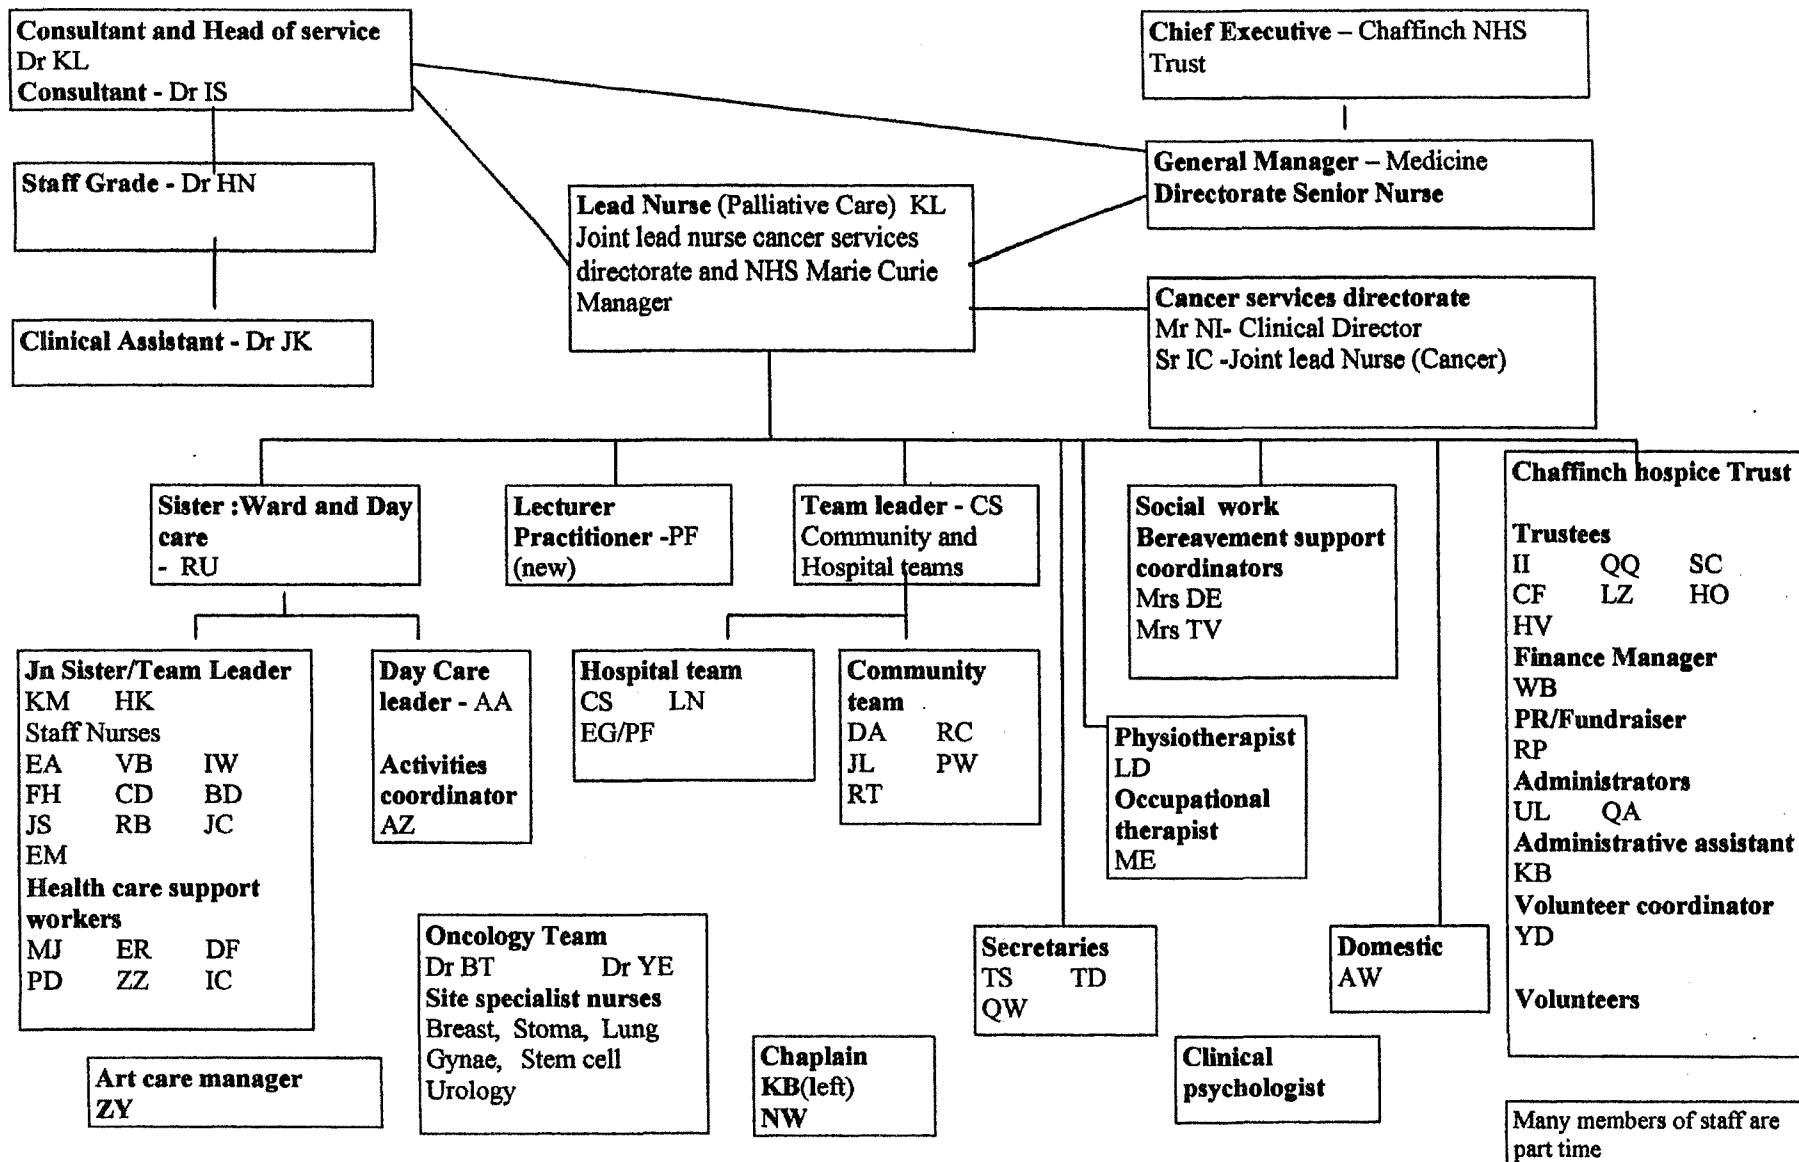 Consultant and Head of service
Dr KL
Consultant - Dr IS
Chief Executive – Chaffinch NHS
Trust
Staff Grade - Dr HN
General Manager – Medicine
Directorate Senior Nurse
Lead Nurse (Palliative Care) KL
Joint lead nurse cancer services
directorate and NHS Marie Curie
Manager
Clinical Assistant - Dr JK
Cancer services directorate
Mr NI- Clinical Director
Sr IC -Joint lead Nurse (Cancer)
Sister :Ward and Day
care
- RU
Lecturer
Practitioner -PF
(new)
Team leader - CS
Community and
Hospital teams
Social work
Bereavement support
coordinators
Mrs DE
Mrs TV
Chaffinch hospice Trust
Trustees
II QQ SC
CF LZ HO
HV
Finance Manager
WB
PR/Fundraiser
RP
Administrators
UL QA
Administrative assistant
KB
Volunteer coordinator
YD
Volunteers
Jn Sister/Team Leader
KM HK
Staff Nurses
EA VB IW
FH CD BD
JS RB JC
EM
Health care support
workers
MJ ER DF
PD ZZ IC
Day Care
leader - AA
Activities
coordinator
AZ
Hospital team
CS LN
EG/PF
Community
team
DA RC
JL PW
RT
Physiotherapist
LD
Occupational
therapist
ME
Oncology Team
Dr BT Dr YE
Site specialist nurses
Breast, Stoma, Lung
Gynae, Stem cell
Urology
Secretaries
TS TD
QW
Domestic
AW
Art care manager
ZY
Chaplain
KB(left)
NW
Clinical
psychologist
Many members of staff are
part time